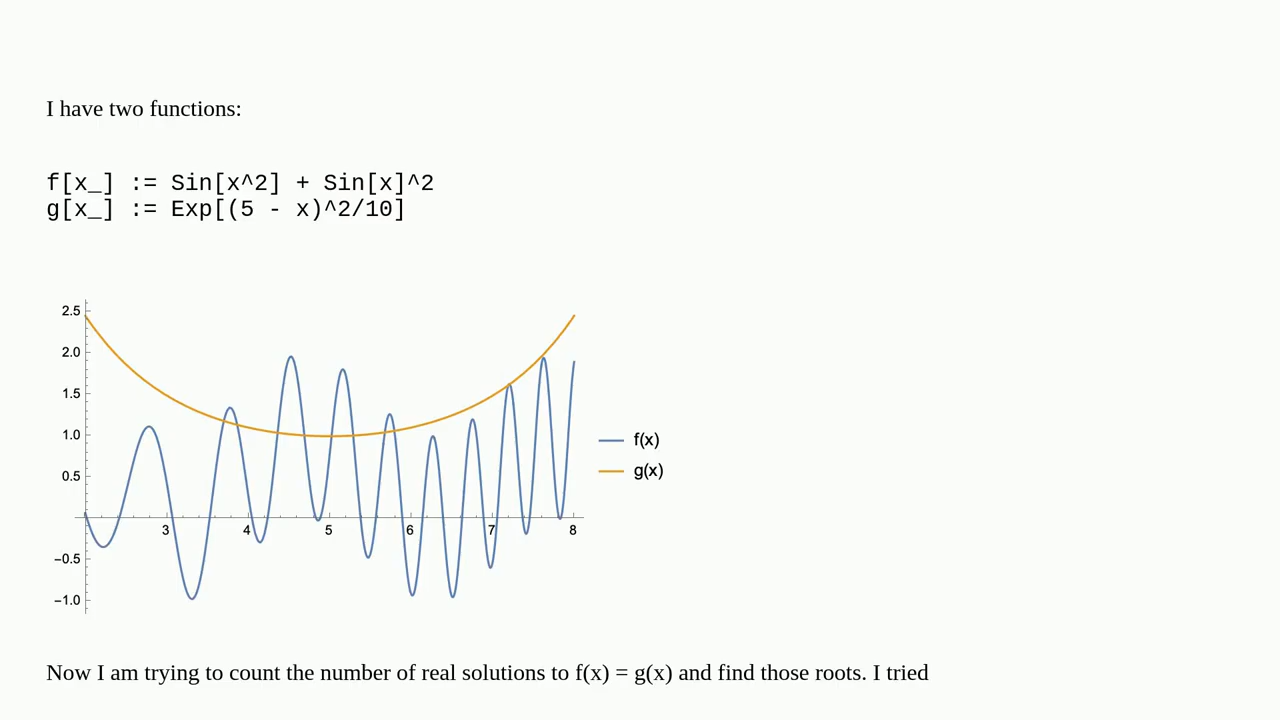 I have two functions:
f[x_] := Sin[x^2] + Sin[x]^2
g[x_] := Exp[(5 - x)^2/10]
2.5
2.0
1.5
1.0
0.5
−0.5
−1.0
3 4 5 6 7 8
f(x)
g(x)
Now I am trying to count the number of real solutions to f(x) = g(x) and find those roots. I tried